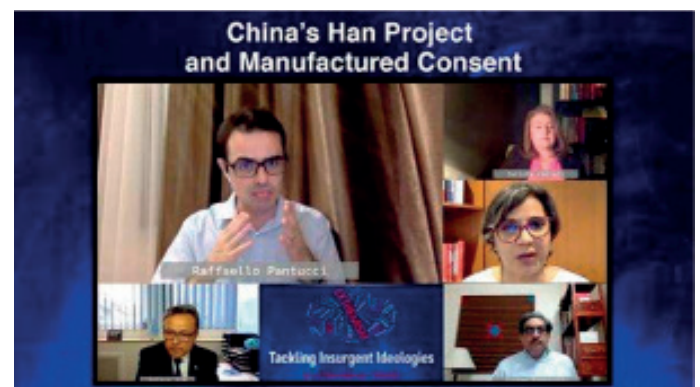 China's Han Project
and Manufactured Consent
Raffaello Pantucci
Tackling Insurgent Ideologies